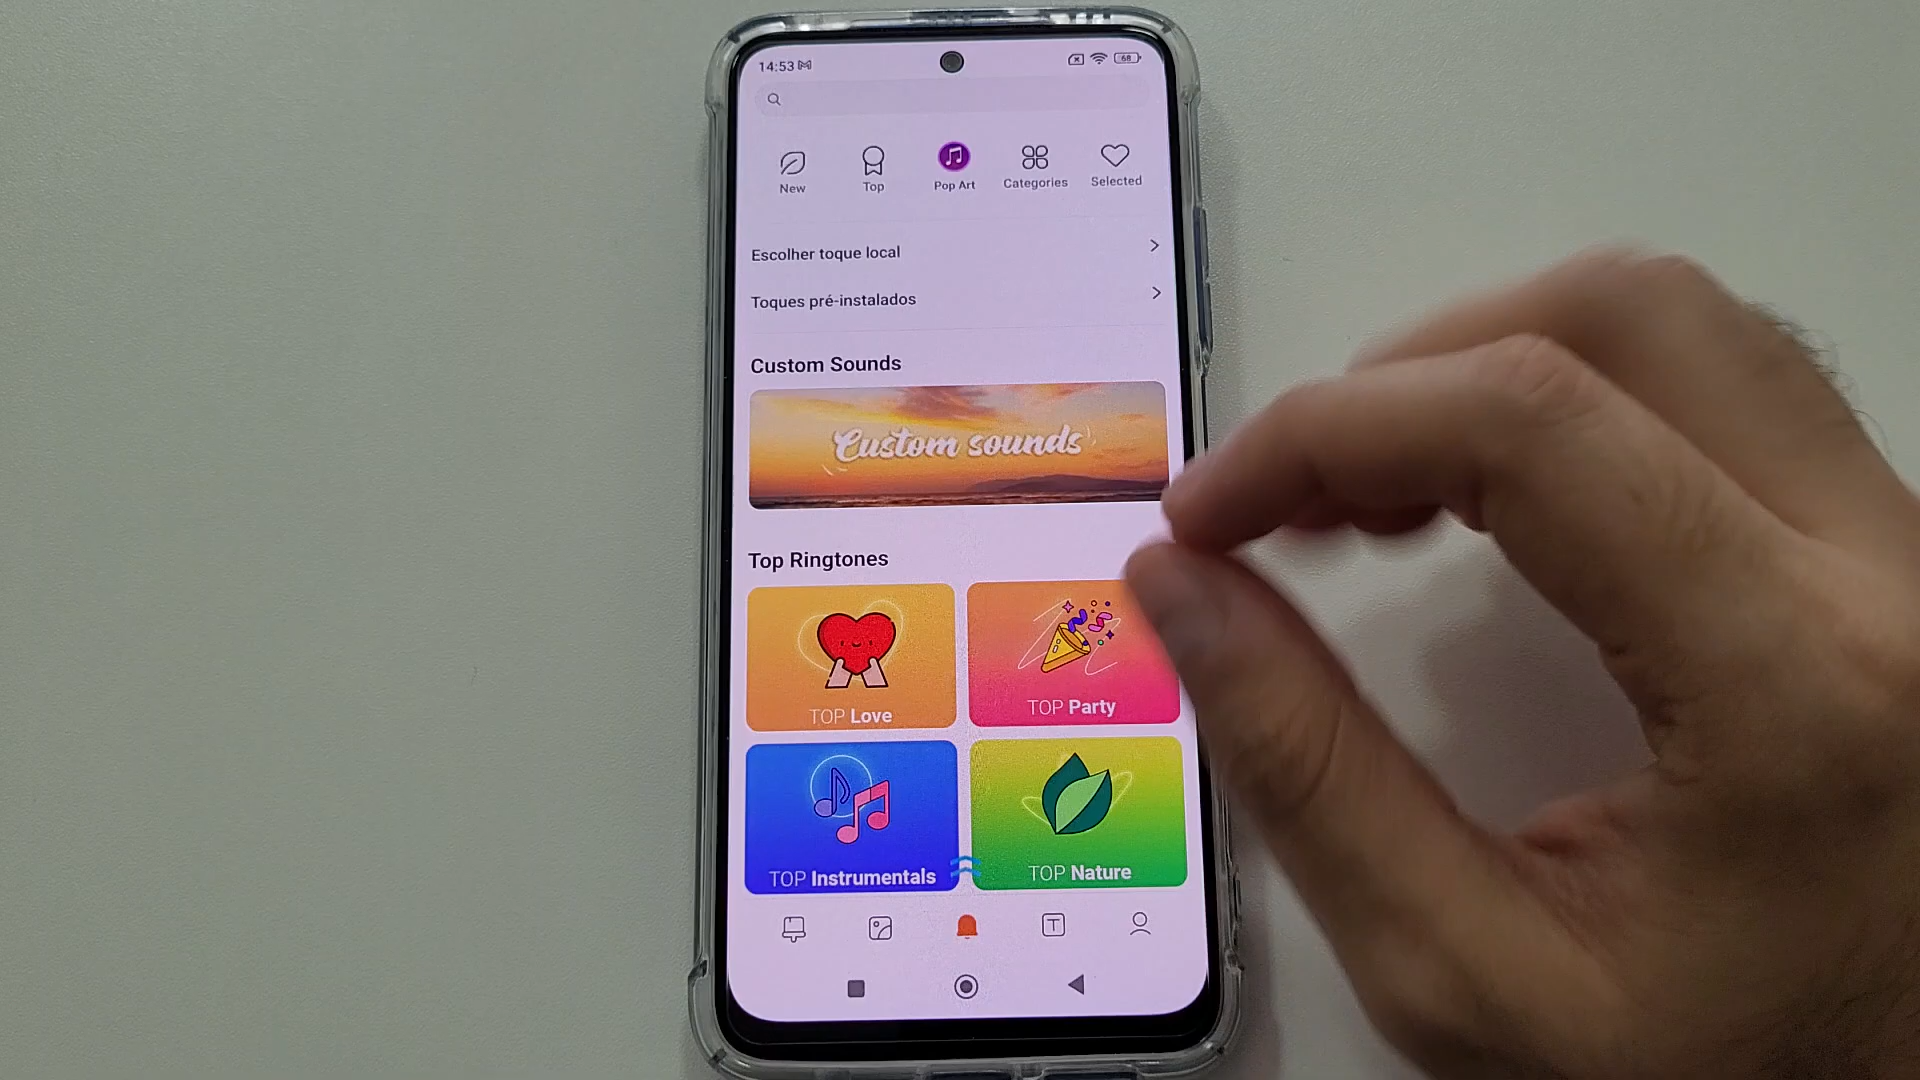 14:53
68
New
Top
Pop Art
Categories
Selected
Escolher toque local
Toques pré-instalados
Custom Sounds
Custom sounds
Top Ringtones
TOP Love
TOP Party
TOP Instrumentals
TOP Nature
T